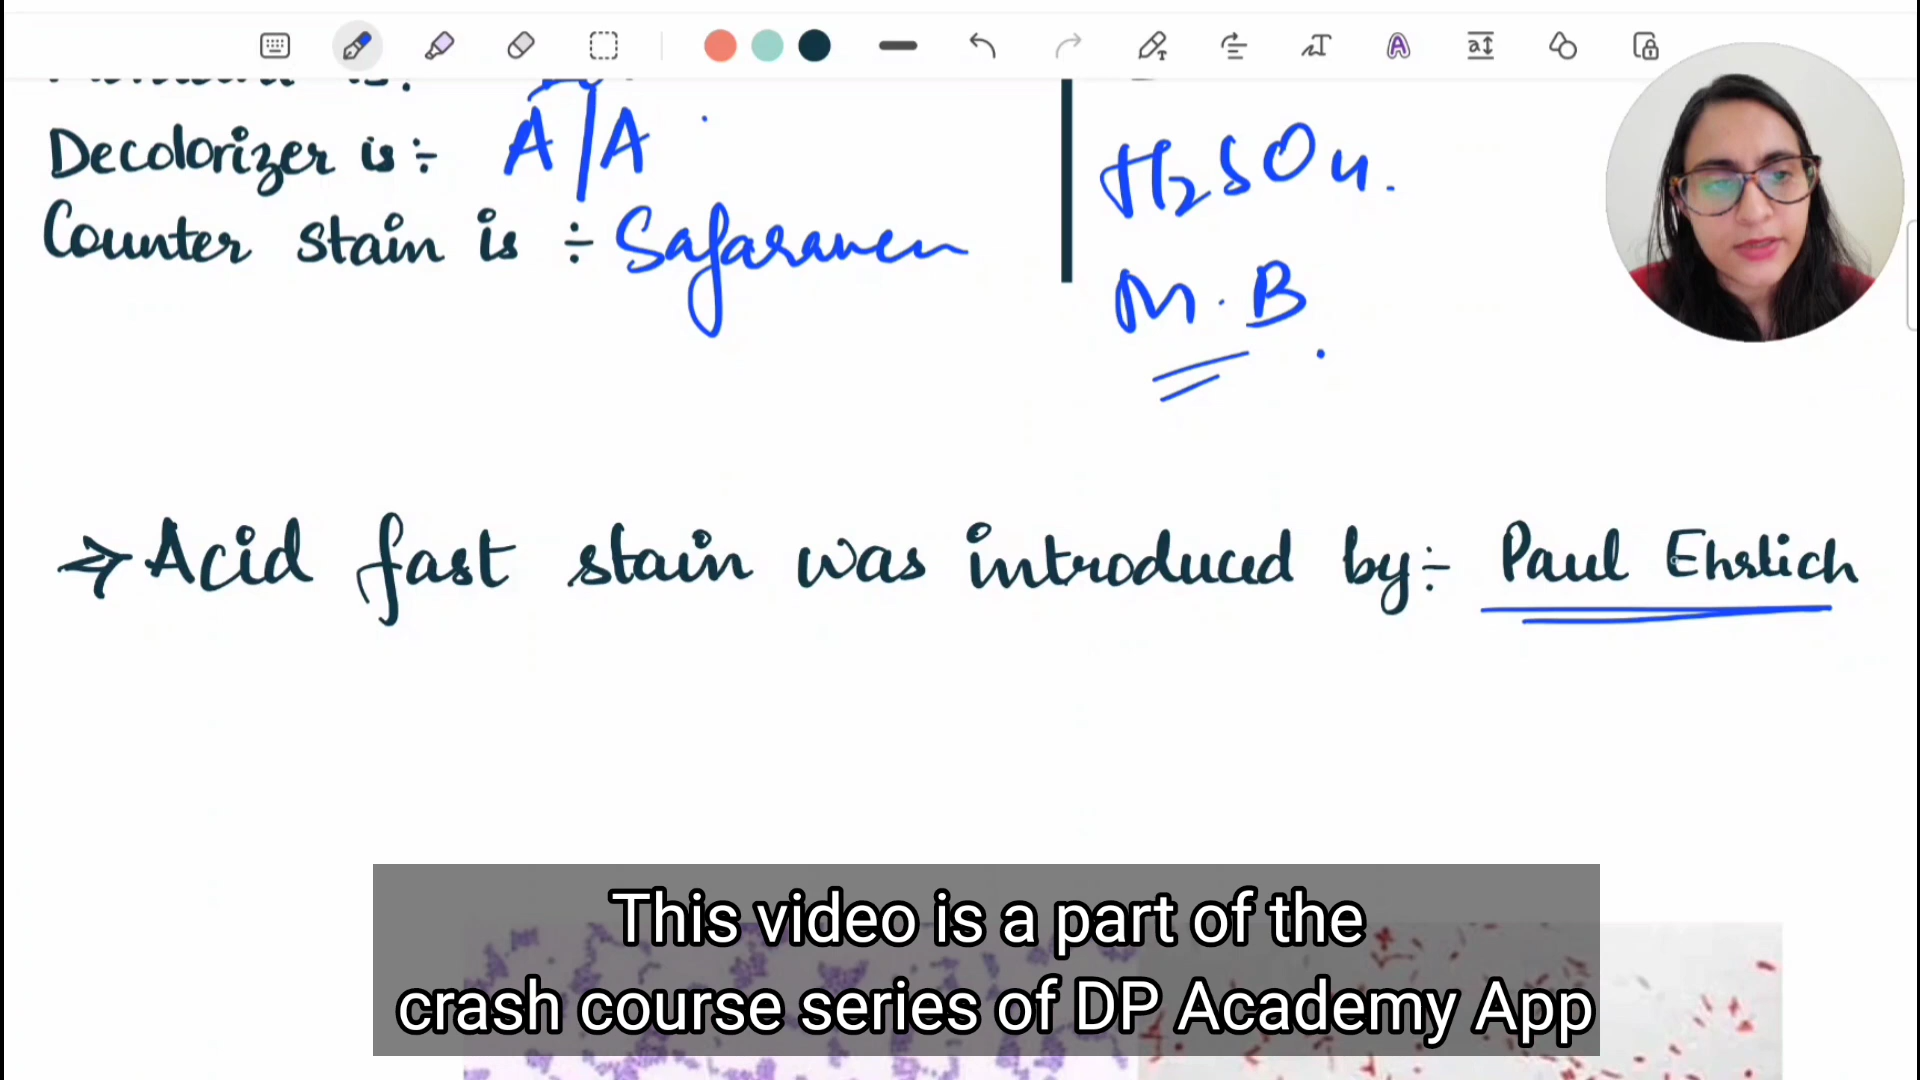 Decolorizer is :- A/A
Counter stain is :- Safaranen
H2SO4.
M.B
→ Acid fast stain was introduced by :- Paul Ehrlich
This video is a part of the
crash course series of DP Academy App